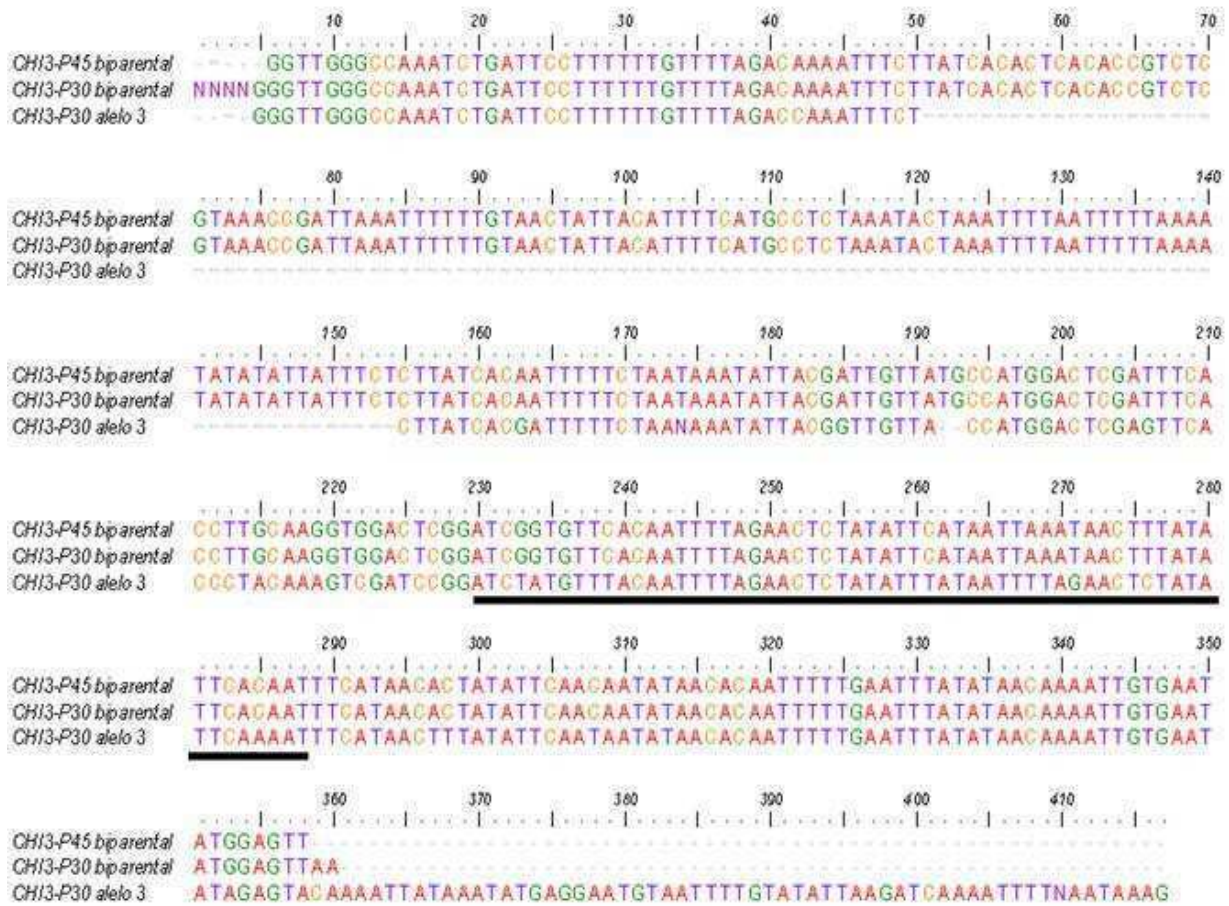 10 20 30 40 50 60 70
CHI3-P45 biparental -----GGTTGGGCCAAATCTGATTCCTTTTTTGTTTTAGACAAAATTTCTTATCACACTCACACCGTCTC
CHI3-P30 biparental NNNNGGGTTGGGCCAAATCTGATTCCTTTTTTGTTTTAGACAAAATTTCTTATCACACTCACACCGTCTC
CHI3-P30 alelo 3 ----GGGTTGGGCCAAATCTGATTCCTTTTTTGTTTTAGACCAAATTTCT--------------------
80 90 100 110 120 130 140
CHI3-P45 biparental GTAAACCGATTAAATTTTTTGTAACTATTACATTTTCATGCCTCTAAATACTAAATTTTAATTTTTAAAA
CHI3-P30 biparental GTAAACCGATTAAATTTTTTGTAACTATTACATTTTCATGCCTCTAAATACTAAATTTTAATTTTTAAAA
CHI3-P30 alelo 3 ----------------------------------------------------------------------
150 160 170 180 190 200 210
CHI3-P45 biparental TATATATTATTTCTCTTATCACAATTTTTCTAATAAATATTACGATTGTTATGCCATGGACTCGATTTCA
CHI3-P30 biparental TATATATTATTTCTCTTATCACAATTTTTCTAATAAATATTACGATTGTTATGCCATGGACTCGATTTCA
CHI3-P30 alelo 3 --------------CTTATCACGATTTTTCTAANAAATATTACGGTTGTTA--CCATGGACTCGAGTTCA
220 230 240 250 260 270 280
CHI3-P45 biparental CCTTGCAAGGTGGACTCGGATCGGTGTTCACAATTTTAGAACTCTATATTCATAATTAAATAACTTTATA
CHI3-P30 biparental CCTTGCAAGGTGGACTCGGATCGGTGTTCACAATTTTAGAACTCTATATTCATAATTAAATAACTTTATA
CHI3-P30 alelo 3 CCCTACAAAGTCGATCCGGATCTATGTTTACAATTTTAGAACTCTATATTTATAATTTTAGAACTCTATA
290 300 310 320 330 340 350
CHI3-P45 biparental TTCACAATTTCATAACACTATATTCAACAATATAACACAATTTTTGAATTTATATAACAAAATTGTGAAT
CHI3-P30 biparental TTCACAATTTCATAACACTATATTCAACAATATAACACAATTTTTGAATTTATATAACAAAATTGTGAAT
CHI3-P30 alelo 3 TTCAAAATTTCATAACTTTATATTCAATAATATAACACAATTTTTGAATTTATATAACAAAATTGTGAAT
360 370 380 390 400 410
CHI3-P45 biparental ATGGAGTT-----------------------------------------------------------
CHI3-P30 biparental ATGGAGTTAA---------------------------------------------------------
CHI3-P30 alelo 3 ATAGAGTACAAAATTATAAATATGAGGAATGTAATTTTGTATATTAAGATCAAAATTTTNAATAAAG